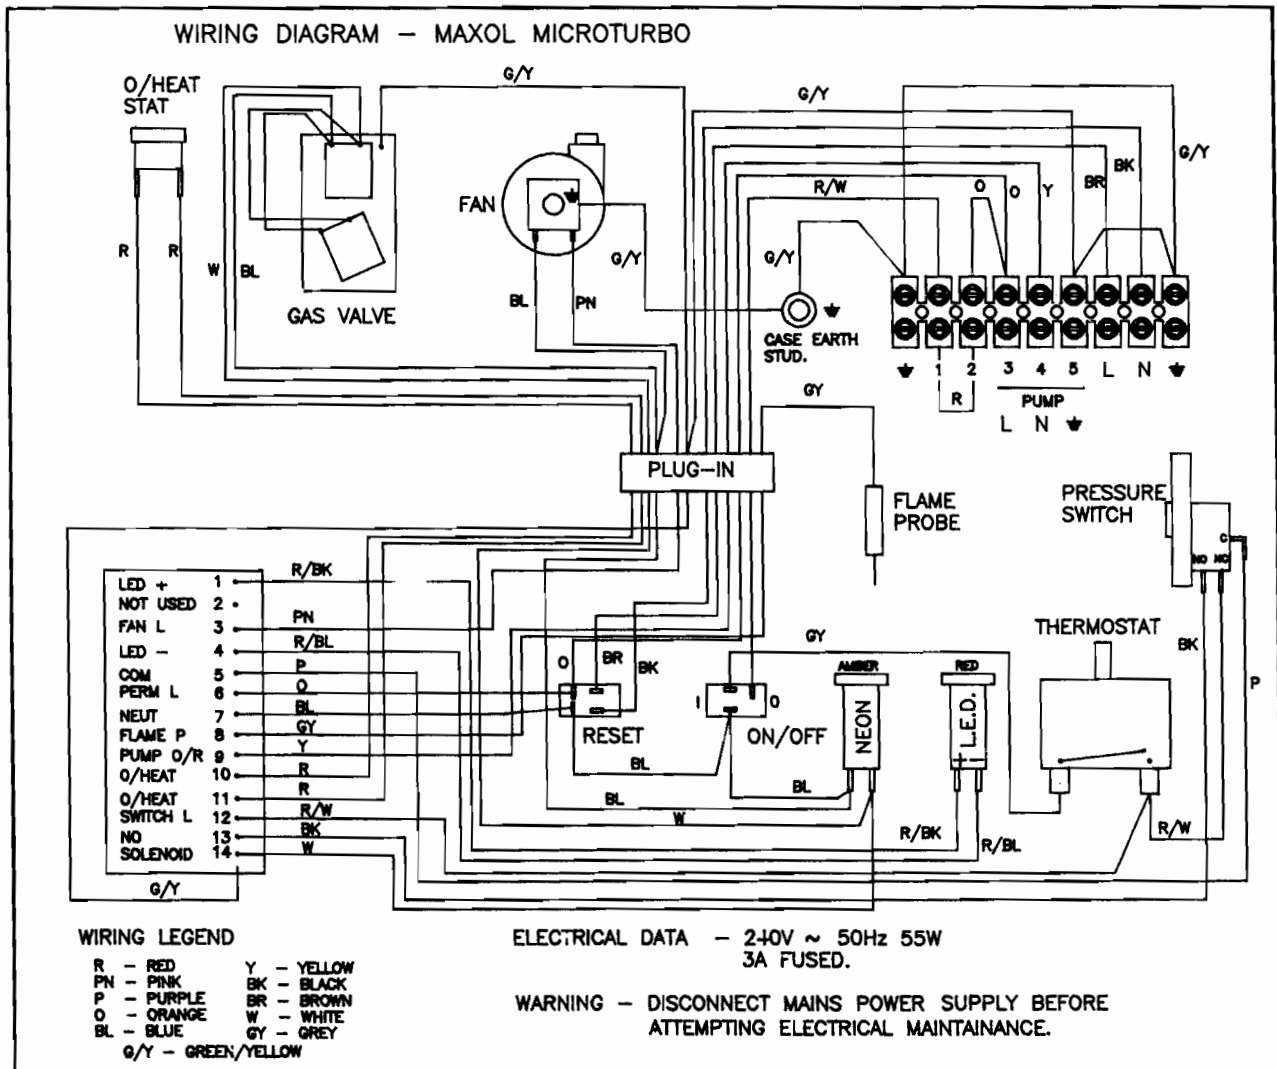 WIRING DIAGRAM – MAXOL MICROTURBO
O/HEAT
STAT
G/Y
G/Y
G/Y
BK
BR
Y
O
O
R/W
FAN
G/Y
G/Y
R
R
W
BL
BL
PN
GAS VALVE
CASE EARTH
STUD.
1
2
3
4
5
L
N
R
PUMP
L N
GY
PLUG-IN
FLAME
PROBE
PRESSURE
SWITCH
C
NO
NC
LED + 1
NOT USED 2
FAN L 3
LED - 4
COM 5
PERM L 6
NEUT 7
FLAME P 8
PUMP O/R 9
O/HEAT 10
O/HEAT 11
SWITCH L 12
NO 13
SOLENOID 14
R/BK
PN
R/BL
P
O
BL
GY
Y
R
R
R/W
BK
W
G/Y
O
BR
BK
RESET
I
O
ON/OFF
GY
AMBER
NEON
RED
L.E.D.
+
–
THERMOSTAT
BK
P
BL
BL
BL
W
R/BK
R/BL
R/W
WIRING LEGEND
R – RED
PN – PINK
P – PURPLE
O – ORANGE
BL – BLUE
Y – YELLOW
BK – BLACK
BR – BROWN
W – WHITE
GY – GREY
G/Y – GREEN/YELLOW
ELECTRICAL DATA – 240V ~ 50Hz 55W
3A FUSED.
WARNING – DISCONNECT MAINS POWER SUPPLY BEFORE
ATTEMPTING ELECTRICAL MAINTAINANCE.